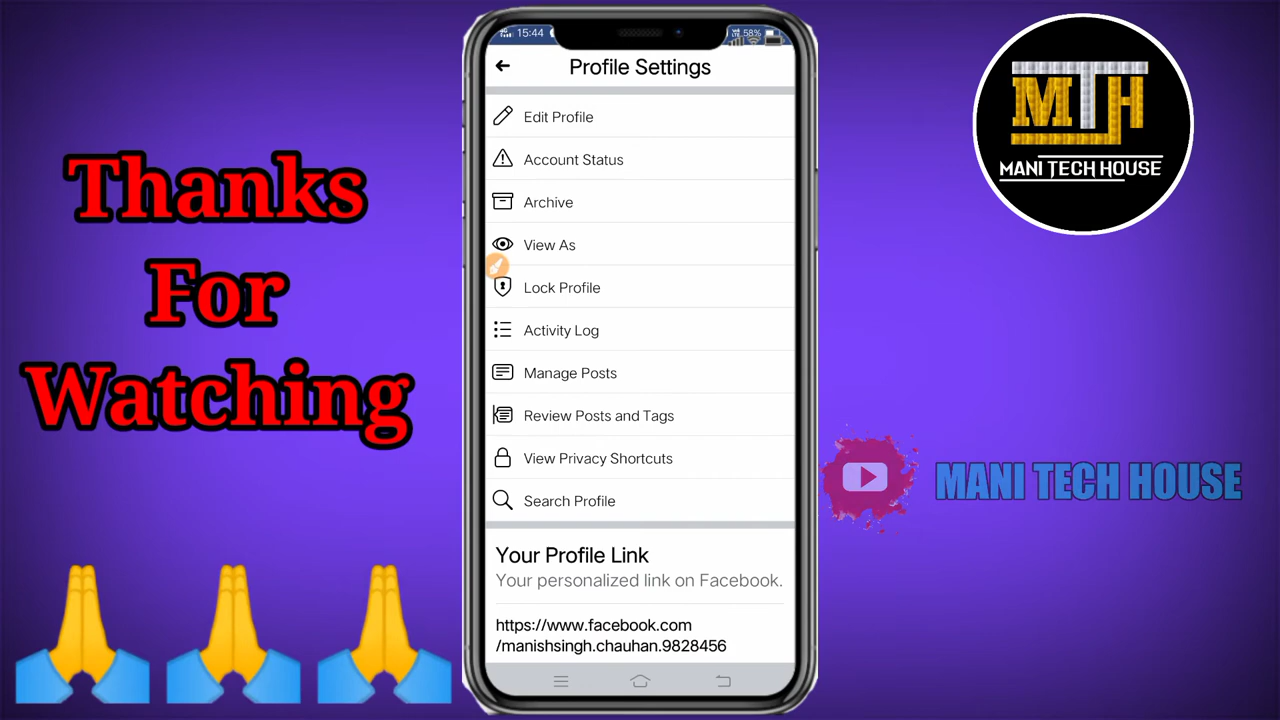 Thanks
For
Watching
15:44
58%
Profile Settings
Edit Profile
Account Status
Archive
View As
Lock Profile
Activity Log
Manage Posts
Review Posts and Tags
View Privacy Shortcuts
Search Profile
Your Profile Link
Your personalized link on Facebook.
https://www.facebook.com
/manishsingh.chauhan.9828456
MTH
MANI TECH HOUSE
MANI TECH HOUSE